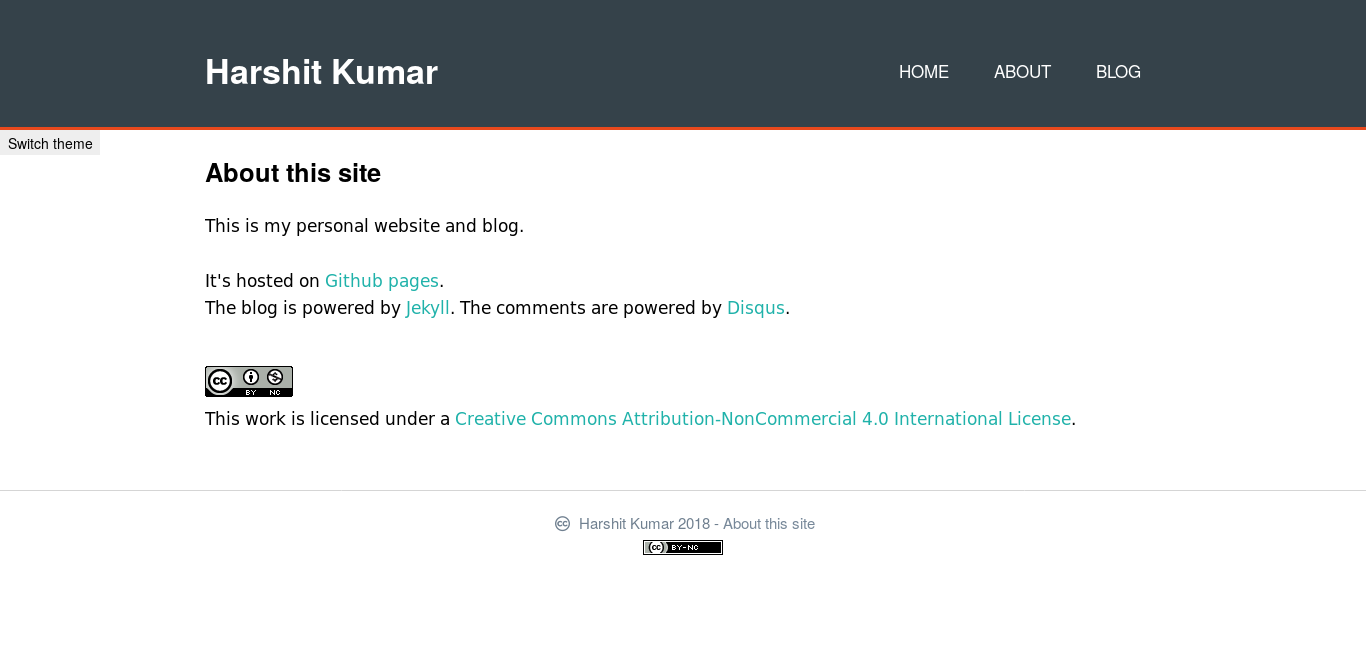 Harshit Kumar
HOME ABOUT BLOG
Switch theme
About this site
This is my personal website and blog.
It's hosted on Github pages.
The blog is powered by Jekyll. The comments are powered by Disqus.
cc BY NC
This work is licensed under a Creative Commons Attribution-NonCommercial 4.0 International License.
cc Harshit Kumar 2018 - About this site
cc BY-NC